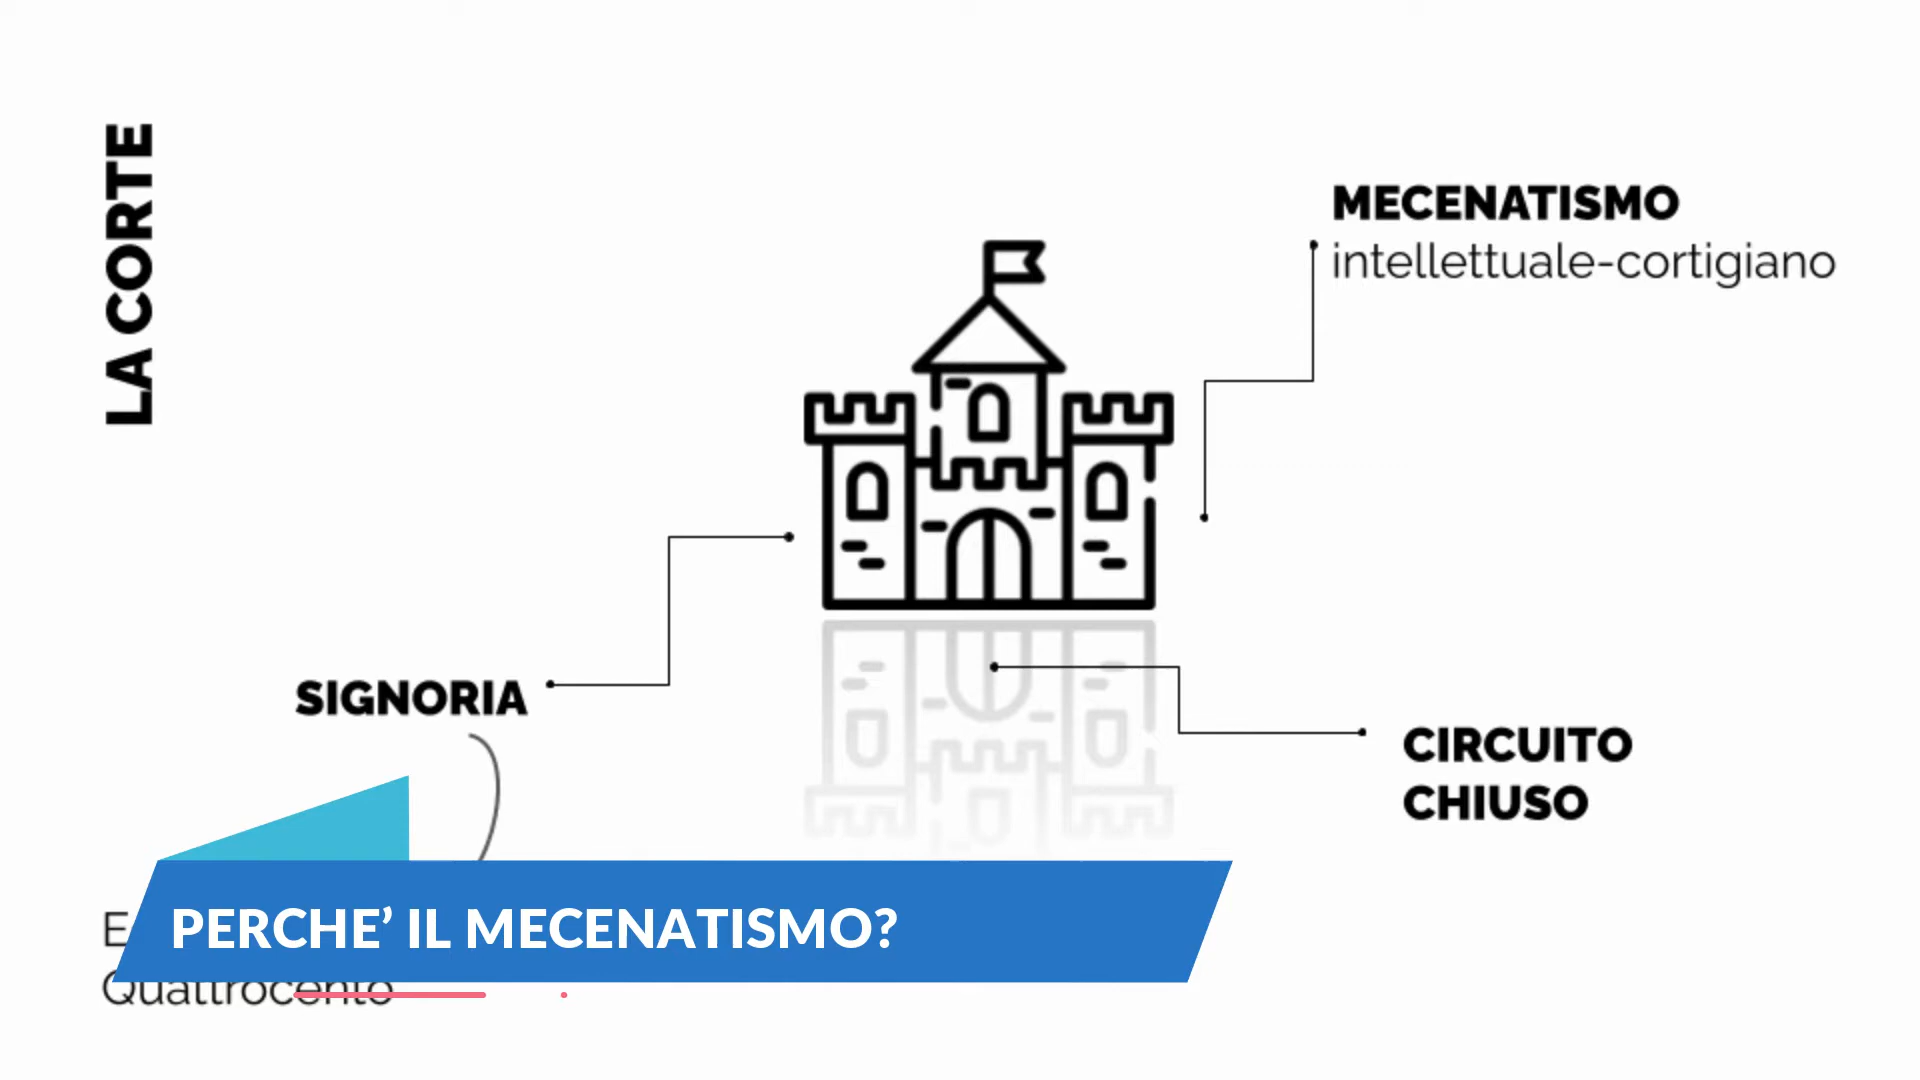 LA CORTE
MECENATISMO
intellettuale-cortigiano
SIGNORIA
CIRCUITO
CHIUSO
PERCHE’ IL MECENATISMO?
Quattrocento